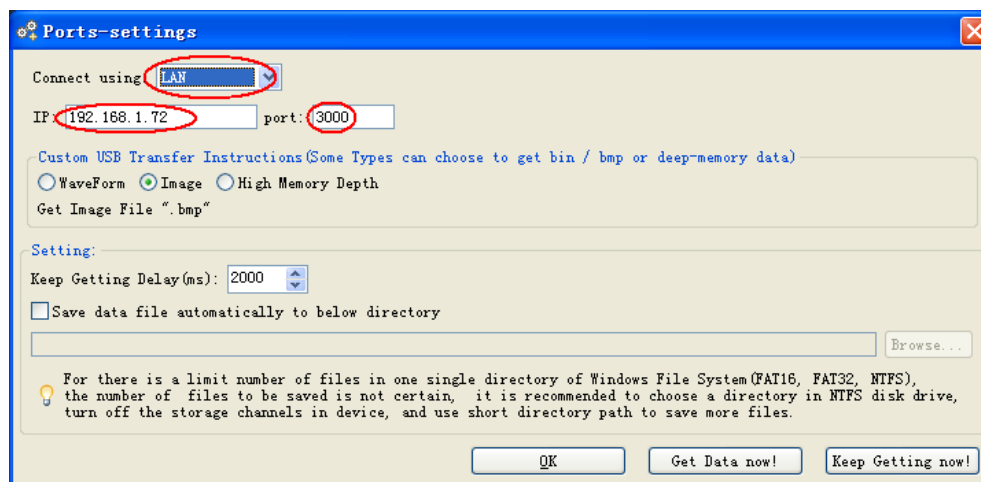 Ports-settings
Connect using: LAN
IP: 192.168.1.72 port: 3000
Custom USB Transfer Instructions(Some Types can choose to get bin / bmp or deep-memory data)
WaveForm Image High Memory Depth
Get Image File ".bmp"
Setting:
Keep Getting Delay(ms): 2000
Save data file automatically to below directory
Browse...
For there is a limit number of files in one single directory of Windows File System(FAT16, FAT32, NTFS),
the number of files to be saved is not certain, it is recommended to choose a directory in NTFS disk drive,
turn off the storage channels in device, and use short directory path to save more files.
OK Get Data now! Keep Getting now!